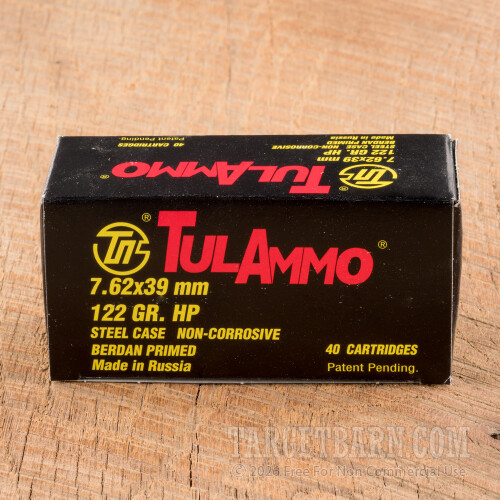 40 CARTRIDGES
Patent Pending.
TULAMMO
7.62x39 mm
122 GR. HP
STEEL CASE NON-CORROSIVE
BERDAN PRIMED
Made in Russia
TNS ® TULAMMO ®
7.62x39 mm
122 GR. HP
STEEL CASE NON-CORROSIVE
BERDAN PRIMED
Made in Russia
40 CARTRIDGES
Patent Pending.
TARGETBARN.COM
© 2026 Free For Non-Commercial Use